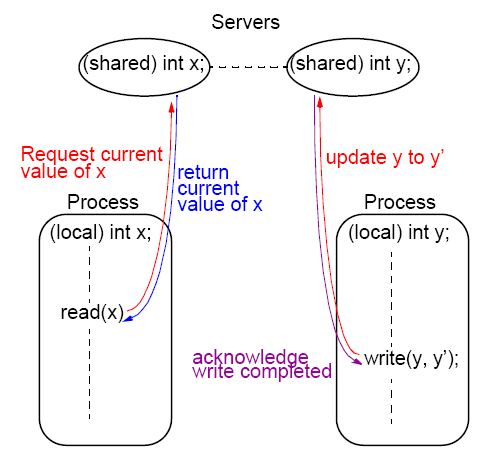 Servers
(shared) int x;
(shared) int y;
Request current
value of x
return
current
value of x
update y to y’
Process
Process
(local) int x;
(local) int y;
read(x)
acknowledge
write completed
write(y, y’);